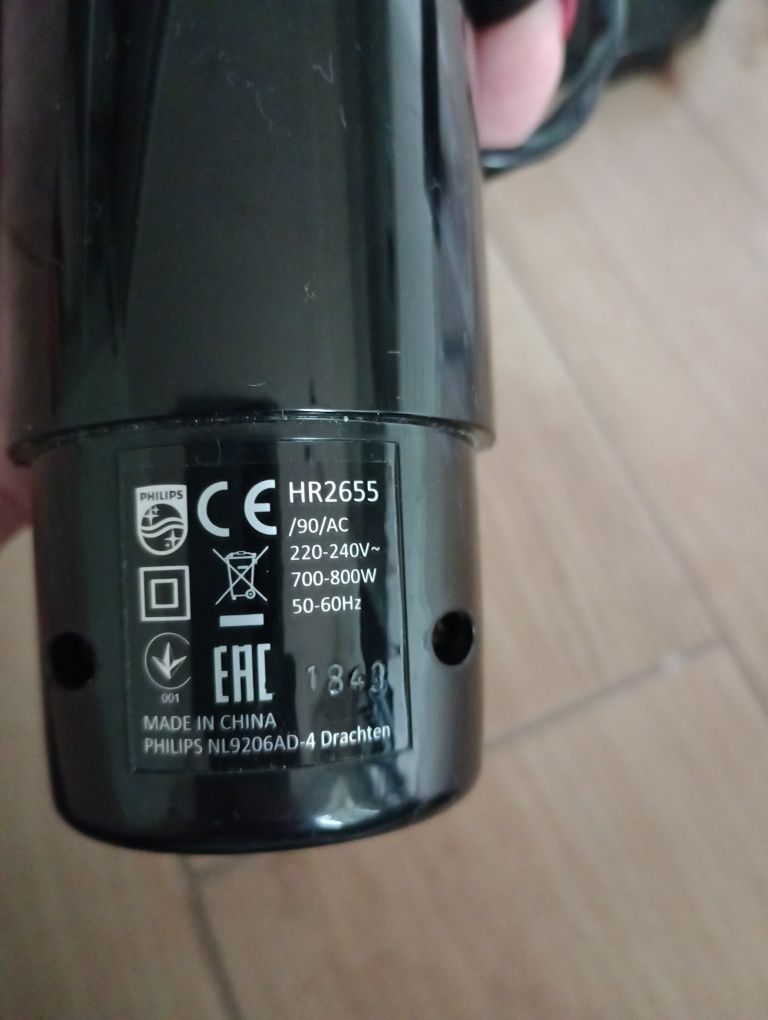 PHILIPS
CE
HR2655
/90/AC
220-240V~
700-800W
50-60Hz
001
EAC
MADE IN CHINA
PHILIPS NL9206AD-4 Drachten